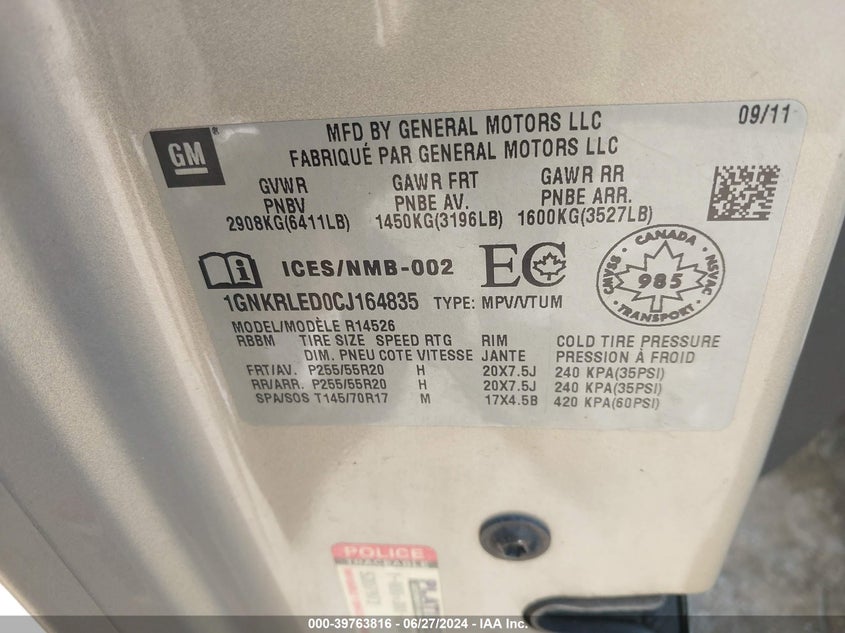 09/11
MFD BY GENERAL MOTORS LLC
GM®
FABRIQUÉ PAR GENERAL MOTORS LLC
GVWR GAWR FRT GAWR RR
PNBV PNBE AV. PNBE ARR.
2908KG(6411LB) 1450KG(3196LB) 1600KG(3527LB)
ICES/NMB-002 EC
CANADA
CMVSS 985 NSVAC
TRANSPORT
1GNKRLED0CJ164835 TYPE: MPV/VTUM
MODEL/MODÈLE R14526
RBBM TIRE SIZE SPEED RTG RIM COLD TIRE PRESSURE
DIM. PNEU COTE VITESSE JANTE PRESSION À FROID
FRT/AV. P255/55R20 H 20X7.5J 240 KPA(35PSI)
RR/ARR. P255/55R20 H 20X7.5J 240 KPA(35PSI)
SPA/SOS T145/70R17 M 17X4.5B 420 KPA(60PSI)
POLICE
TRACEABLE
000-39763816 - 06/27/2024 - IAA Inc.